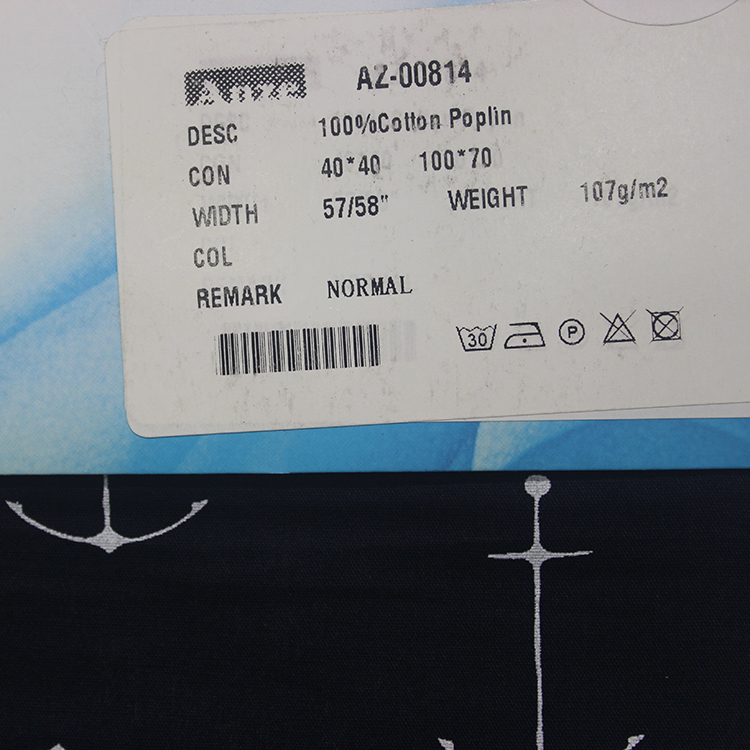 Auze AZ-00814
DESC 100%Cotton Poplin
CON 40*40 100*70
WIDTH 57/58" WEIGHT 107g/m2
COL
REMARK NORMAL
30 P